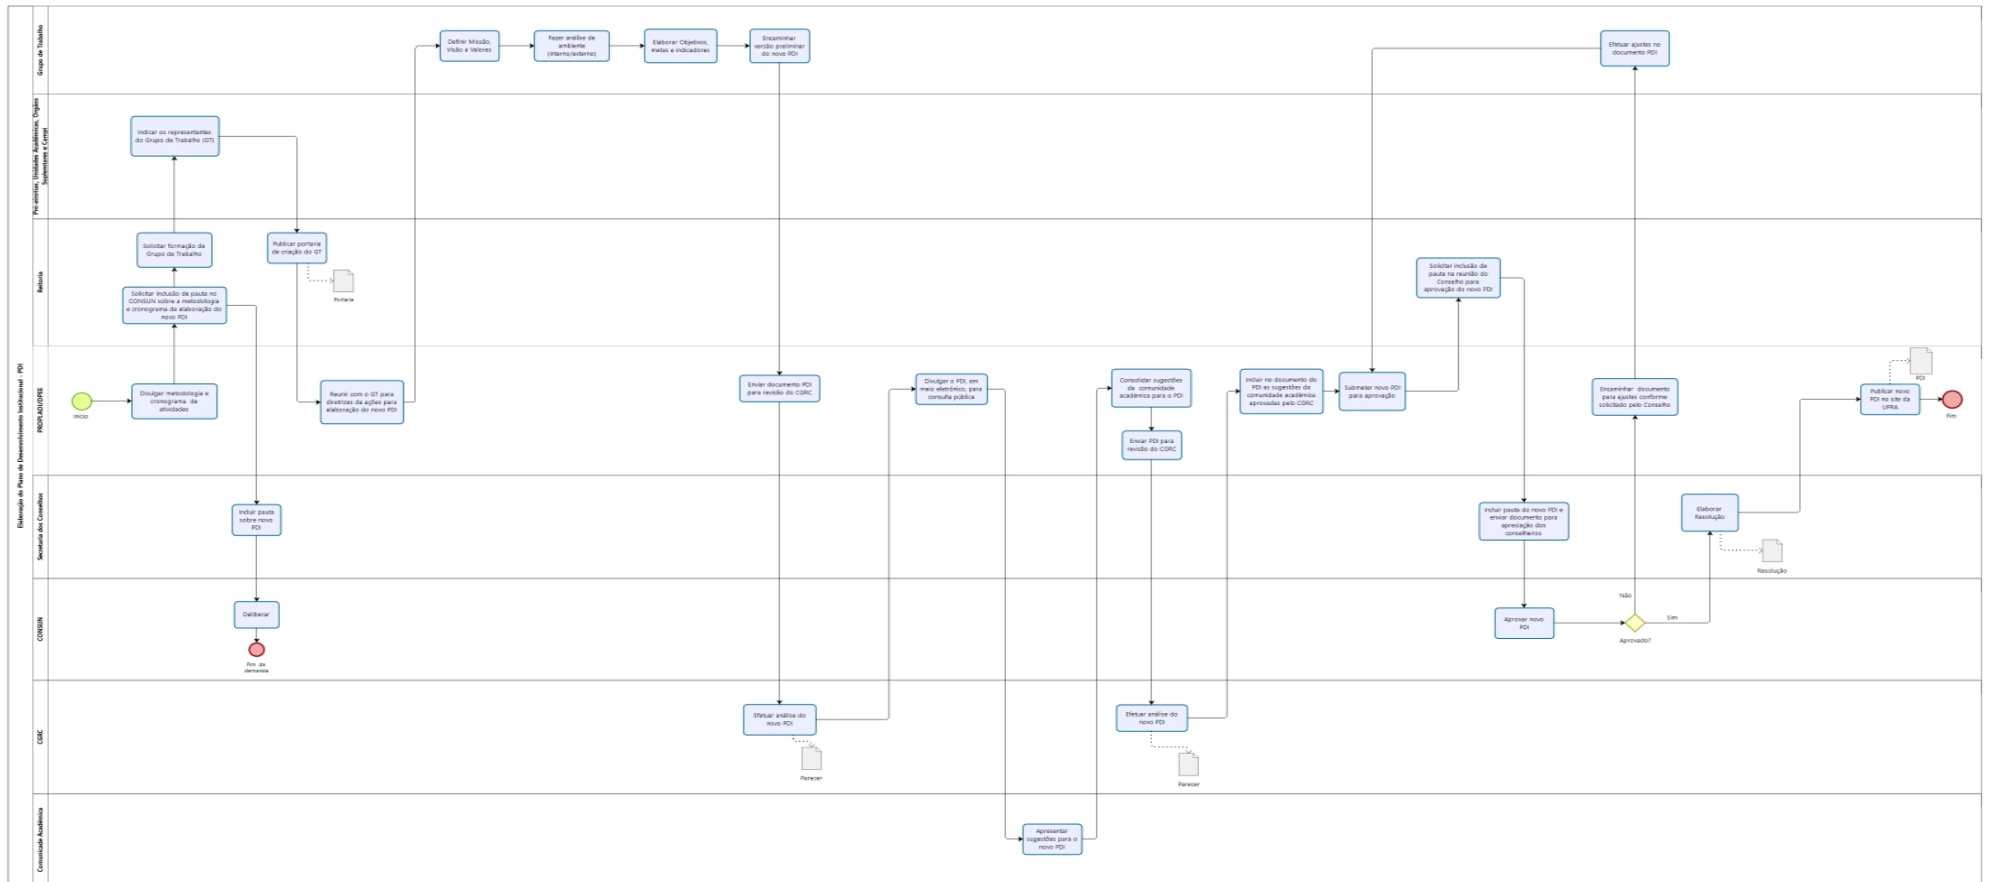 Elaboração do Plano de Desenvolvimento Institucional - PDI
Grupo de Trabalho
Definir Missão,
Visão e Valores
Fazer análise de
ambiente
(interno/externo)
Elaborar Objetivos,
metas e indicadores
Encaminhar
versão preliminar
do novo PDI
Efetuar ajustes no
documento PDI
Unidades Acadêmicas, Órgãos
Suplementares e Campi
Indicar os representantes
do Grupo de Trabalho (GT)
Reitoria
Solicitar formação de
Grupo de Trabalho
Publicar portaria
de criação do GT
Portaria
Solicitar inclusão de pauta no
CONSUN sobre a metodologia
e cronograma de elaboração do
novo PDI
Solicitar inclusão de
pauta na reunião do
Conselho para
aprovação do novo PDI
PROPLADI/DPEE
Início
Divulgar metodologia e
cronograma de
atividades
Reunir com o GT para
diretrizes de ações para
elaboração do novo PDI
Enviar documento PDI
para revisão do CGRC
Divulgar o PDI, em
meio eletrônico, para
consulta pública
Consolidar sugestões
da comunidade
acadêmica para o PDI
Enviar PDI para
revisão do CGRC
Incluir no documento do
PDI as sugestões da
comunidade acadêmica
aprovadas pelo CGRC
Submeter novo PDI
para aprovação
Encaminhar documento
para ajustes conforme
solicitado pelo Conselho
PDI
Publicar novo
PDI no site da
UFRA
Fim
Secretaria dos Conselhos
Incluir pauta
sobre novo
PDI
Incluir pauta do novo PDI e
enviar documento para
apreciação dos
conselheiros
Elaborar
Resolução
Resolução
CONSUN
Deliberar
Fim da
demanda
Aprovar novo
PDI
Não
Sim
Aprovado?
CGRC
Efetuar análise do
novo PDI
Parecer
Efetuar análise do
novo PDI
Parecer
Comunicade Acadêmica
Apresentar
sugestões para o
novo PDI